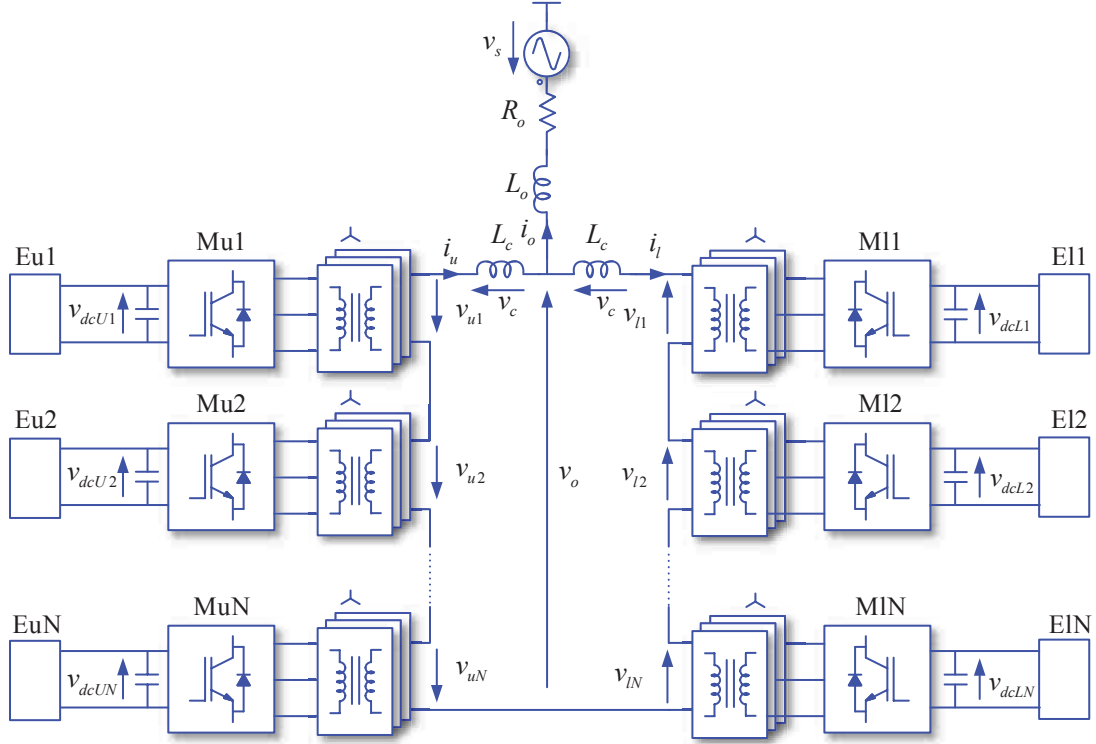 v_s
R_o
L_o
i_u L_c i_o L_c i_l
Eu1 Mu1 Ml1 El1
v_dcU1 v_u1 v_c v_c v_l1 v_dcL1
Eu2 Mu2 Ml2 El2
v_dcU2 v_u2 v_o v_l2 v_dcL2
EuN MuN MlN ElN
v_dcUN v_uN v_lN v_dcLN